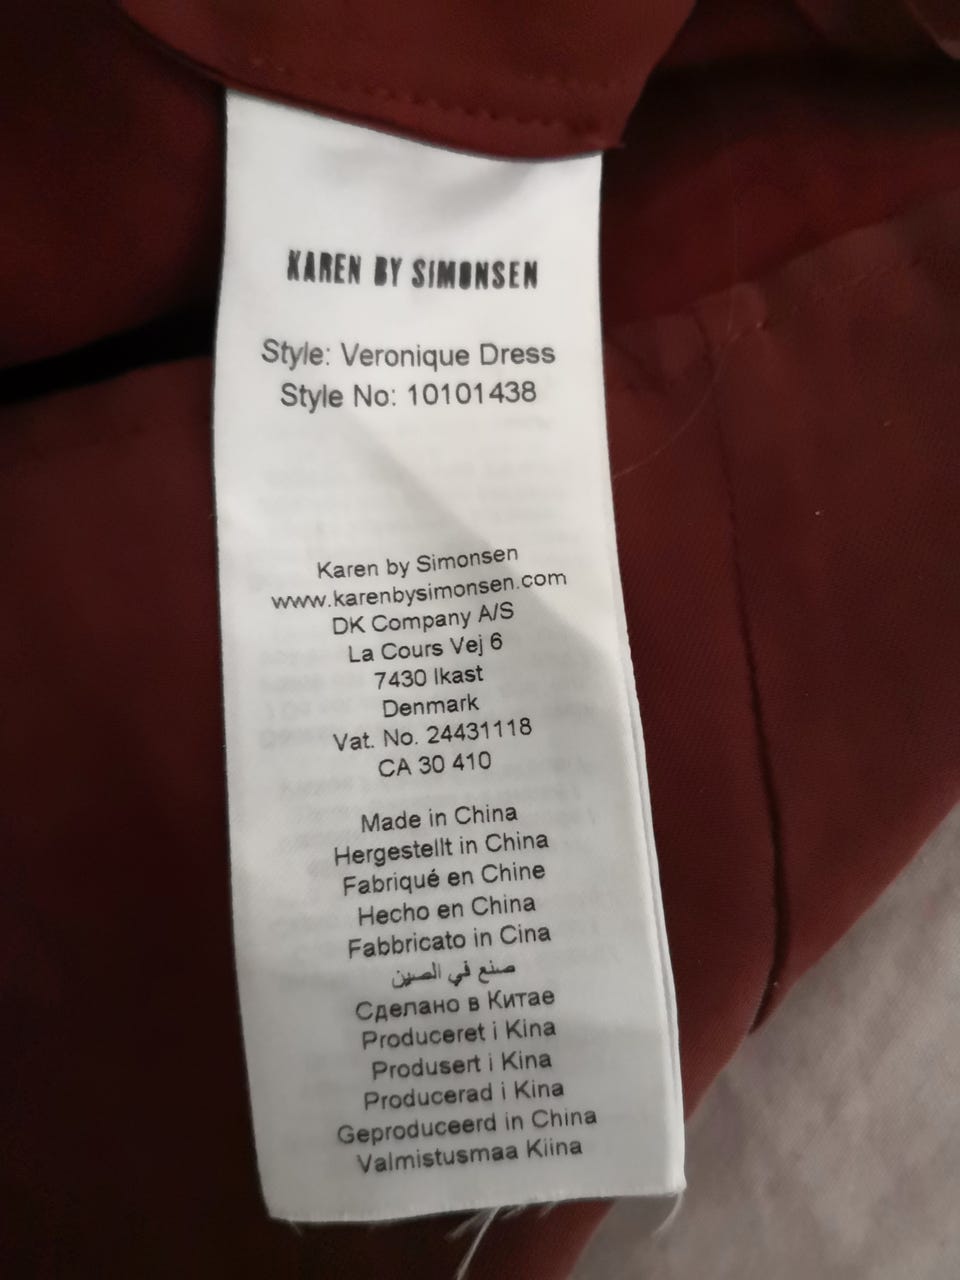 KAREN BY SIMONSEN
Style: Veronique Dress
Style No: 10101438
Karen by Simonsen
www.karenbysimonsen.com
DK Company A/S
La Cours Vej 6
7430 Ikast
Denmark
Vat. No. 24431118
CA 30 410
Made in China
Hergestellt in China
Fabriqué en Chine
Hecho en China
Fabbricato in Cina
صنع في الصين
Сделано в Китае
Produceret i Kina
Produsert i Kina
Producerad i Kina
Geproduceerd in China
Valmistusmaa Kiina